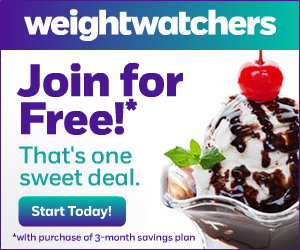 weightwatchers
Join for
Free!*
That's one
sweet deal.
Start Today!
*with purchase of 3-month savings plan